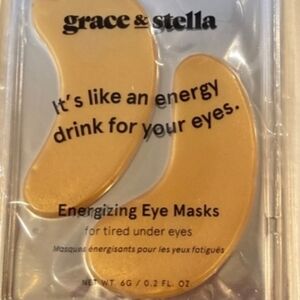 grace & stella
It's like an energy
drink for your eyes.
Energizing Eye Masks
for tired under eyes
Masques énergisants pour les yeux fatigués
NET WT. 6G / 0.2 FL. OZ